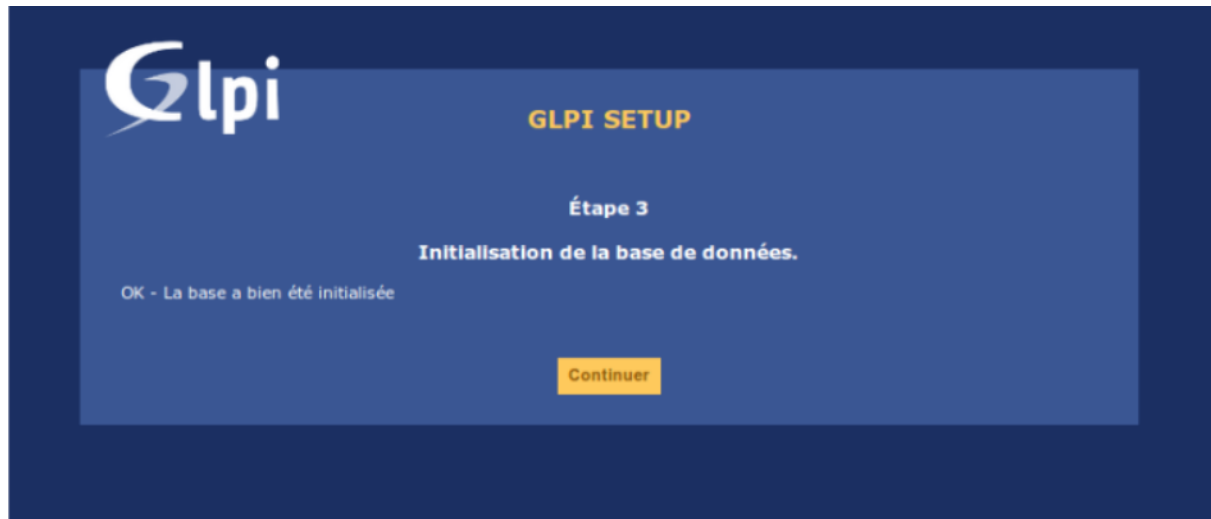 Glpi
GLPI SETUP
Étape 3
Initialisation de la base de données.
OK - La base a bien été initialisée
Continuer